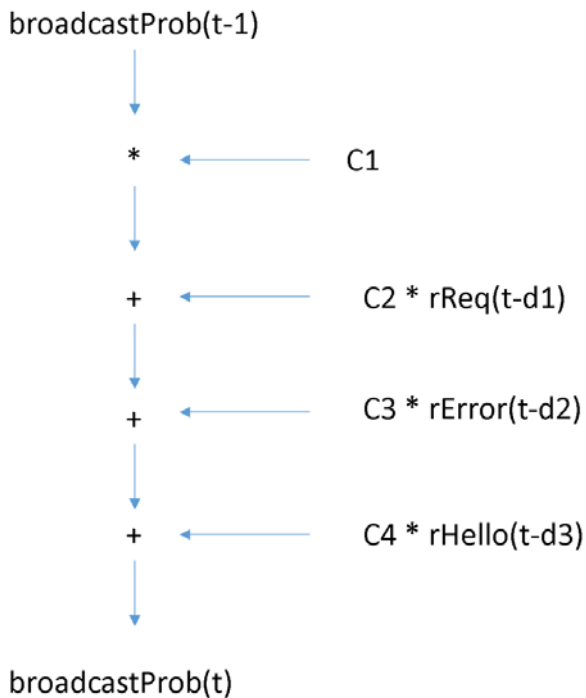 broadcastProb(t-1)
* C1
+ C2 * rReq(t-d1)
+ C3 * rError(t-d2)
+ C4 * rHello(t-d3)
broadcastProb(t)